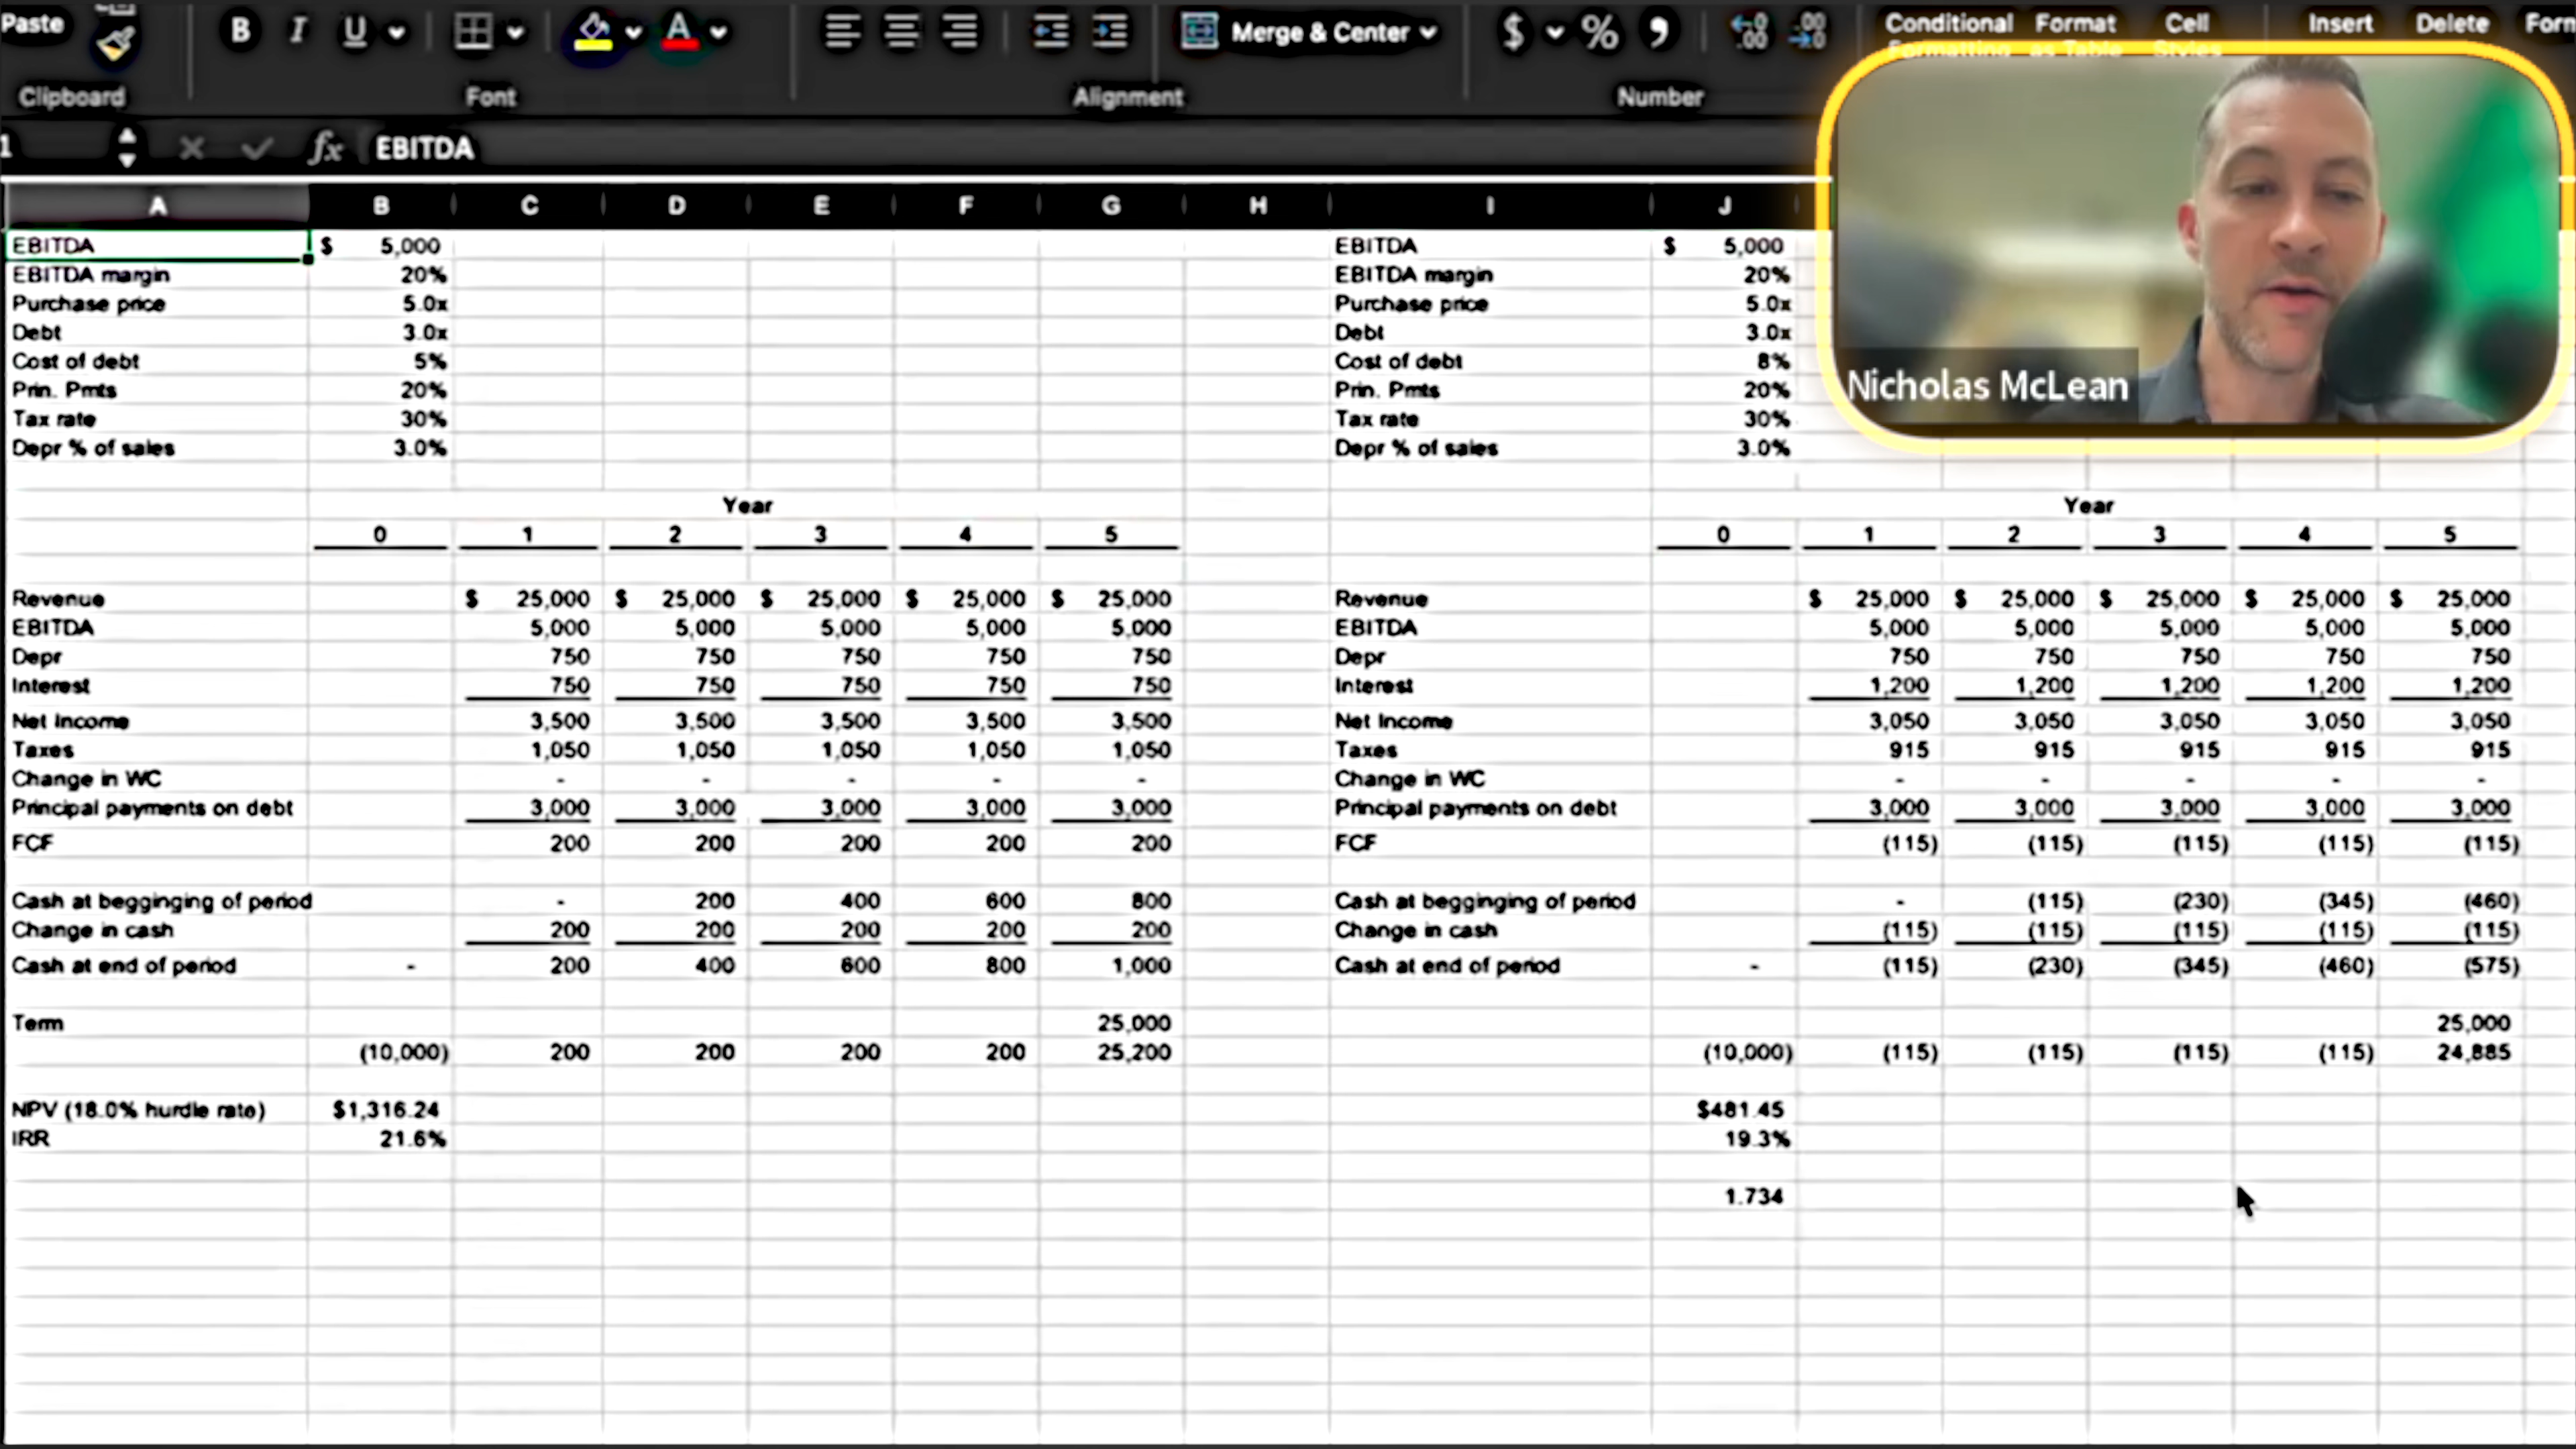 Paste B I U A Merge & Center $ % , Conditional Format Cell Insert Delete Form
Formatting as Table Styles
Clipboard Font Alignment Number
1 fx EBITDA
A B C D E F G H I J
EBITDA $ 5,000 EBITDA $ 5,000
EBITDA margin 20% EBITDA margin 20%
Purchase price 5.0x Purchase price 5.0x
Debt 3.0x Debt 3.0x
Cost of debt 5% Cost of debt 8%
Prin. Pmts 20% Prin. Pmts 20%
Nicholas McLean
Tax rate 30% Tax rate 30%
Depr % of sales 3.0% Depr % of sales 3.0%
Year Year
0 1 2 3 4 5 0 1 2 3 4 5
Revenue $ 25,000 $ 25,000 $ 25,000 $ 25,000 $ 25,000 Revenue $ 25,000 $ 25,000 $ 25,000 $ 25,000 $ 25,000
EBITDA 5,000 5,000 5,000 5,000 5,000 EBITDA 5,000 5,000 5,000 5,000 5,000
Depr 750 750 750 750 750 Depr 750 750 750 750 750
Interest 750 750 750 750 750 Interest 1,200 1,200 1,200 1,200 1,200
Net Income 3,500 3,500 3,500 3,500 3,500 Net Income 3,050 3,050 3,050 3,050 3,050
Taxes 1,050 1,050 1,050 1,050 1,050 Taxes 915 915 915 915 915
Change in WC - - - - - Change in WC - - - - -
Principal payments on debt 3,000 3,000 3,000 3,000 3,000 Principal payments on debt 3,000 3,000 3,000 3,000 3,000
FCF 200 200 200 200 200 FCF (115) (115) (115) (115) (115)
Cash at begginging of period - 200 400 600 800 Cash at begginging of period - (115) (230) (345) (460)
Change in cash 200 200 200 200 200 Change in cash (115) (115) (115) (115) (115)
Cash at end of period - 200 400 600 800 1,000 Cash at end of period - (115) (230) (345) (460) (575)
Term 25,000 25,000
(10,000) 200 200 200 200 25,200 (10,000) (115) (115) (115) (115) 24,885
NPV (18.0% hurdle rate) $1,316.24 $481.45
IRR 21.6% 19.3%
1.734